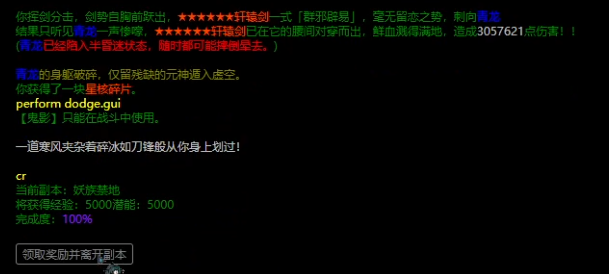 你挥剑分击，剑势自胸前跃出，★★★★★★轩辕剑一式「群邪辟易」，毫无留恋之势，刺向青龙
结果只听见青龙一声惨嚎，★★★★★★轩辕剑已在它的腰间对穿而出，鲜血溅得满地，造成3057621点伤害！！
(青龙已经陷入半昏迷状态，随时都可能摔倒晕去。)
青龙的身躯破碎，仅留残缺的元神遁入虚空。
你获得了一块星核碎片。
perform dodge.gui
【鬼影】只能在战斗中使用。
一道寒风夹杂着碎冰如刀锋般从你身上划过！
cr
当前副本：妖族禁地
将获得经验：5000潜能：5000
完成度：100%
领取奖励并离开副本